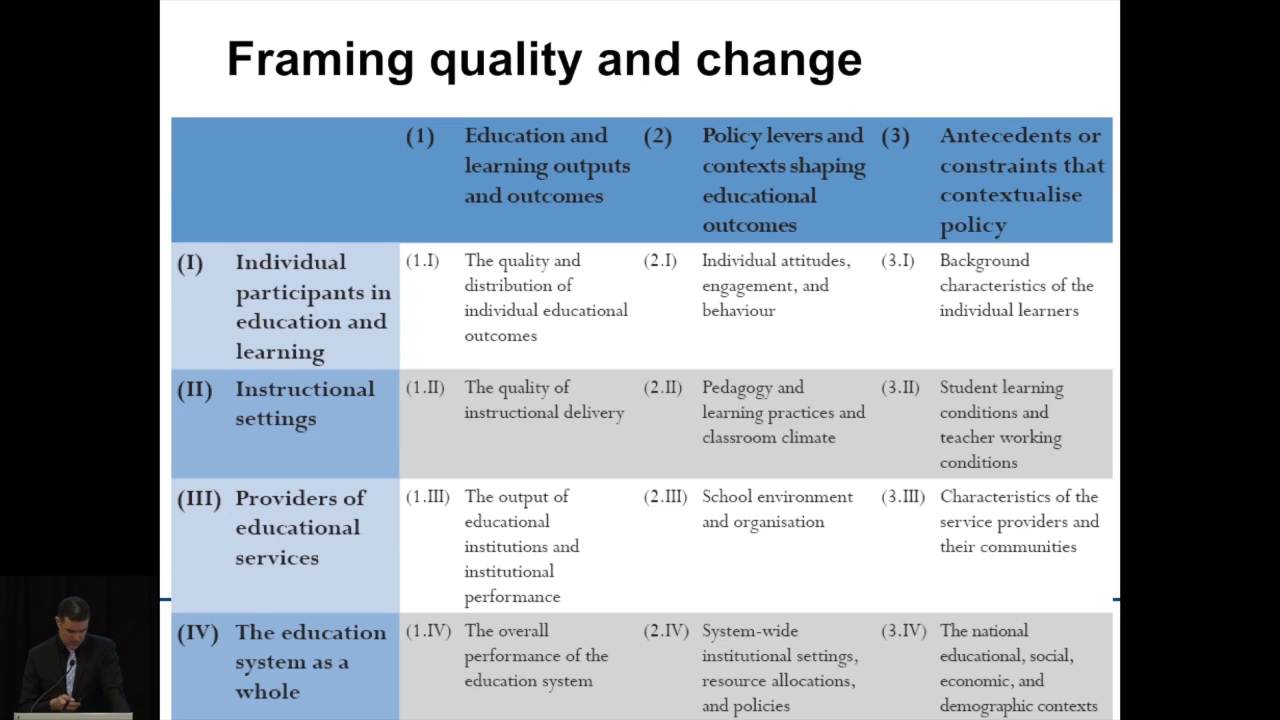 Framing quality and change
(1) Education and learning outputs and outcomes
(2) Policy levers and contexts shaping educational outcomes
(3) Antecedents or constraints that contextualise policy
(I) Individual participants in education and learning
(1.I) The quality and distribution of individual educational outcomes
(2.I) Individual attitudes, engagement, and behaviour
(3.I) Background characteristics of the individual learners
(II) Instructional settings
(1.II) The quality of instructional delivery
(2.II) Pedagogy and learning practices and classroom climate
(3.II) Student learning conditions and teacher working conditions
(III) Providers of educational services
(1.III) The output of educational institutions and institutional performance
(2.III) School environment and organisation
(3.III) Characteristics of the service providers and their communities
(IV) The education system as a whole
(1.IV) The overall performance of the education system
(2.IV) System-wide institutional settings, resource allocations, and policies
(3.IV) The national educational, social, economic, and demographic contexts